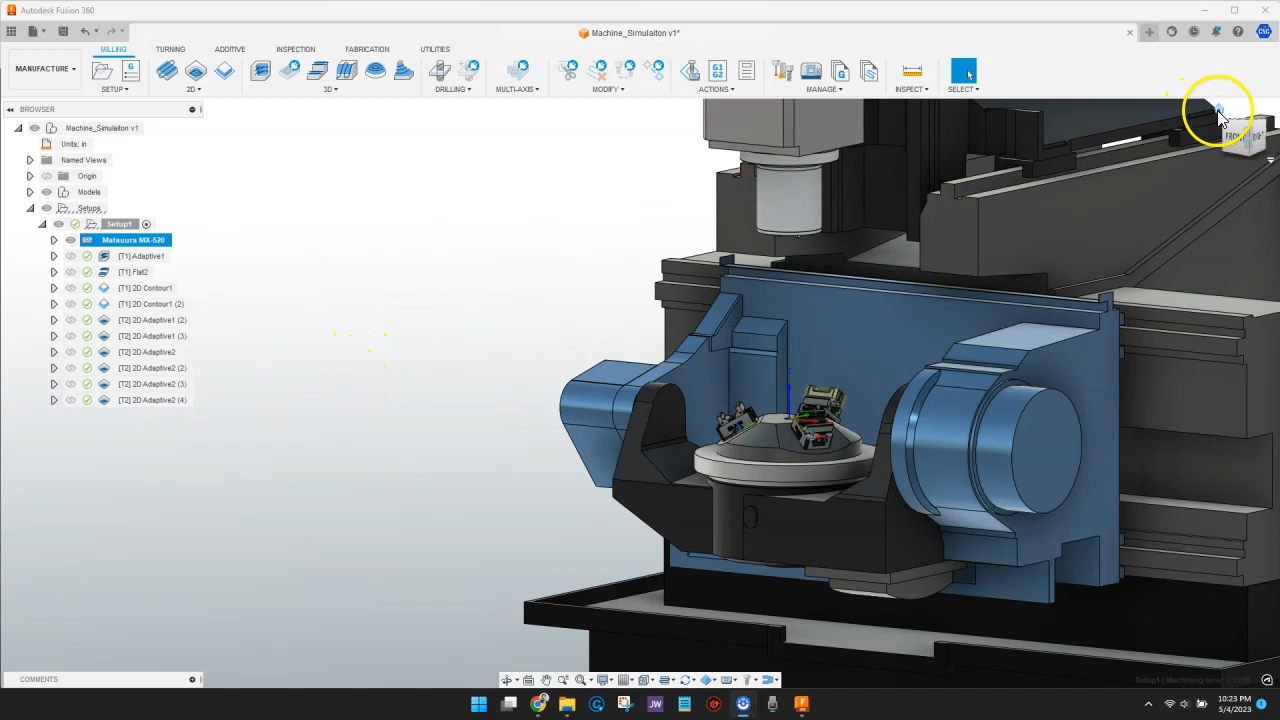 Autodesk Fusion 360
Machine_Simulaiton v1*
MILLING TURNING ADDITIVE INSPECTION FABRICATION UTILITIES
MANUFACTURE
G1
G2
SETUP 2D 3D DRILLING MULTI-AXIS MODIFY ACTIONS MANAGE INSPECT SELECT
BROWSER
Machine_Simulaiton v1
Units: in
Named Views
Origin
Models
Setups
Setup1
Matsuura MX-520
[T1] Adaptive1
[T1] Flat2
[T1] 2D Contour1
[T1] 2D Contour1 (2)
[T2] 2D Adaptive1 (2)
[T2] 2D Adaptive1 (3)
[T2] 2D Adaptive2
[T2] 2D Adaptive2 (2)
[T2] 2D Adaptive2 (3)
[T2] 2D Adaptive2 (4)
FRONT
COMMENTS
JW
10:23 PM
5/4/2023